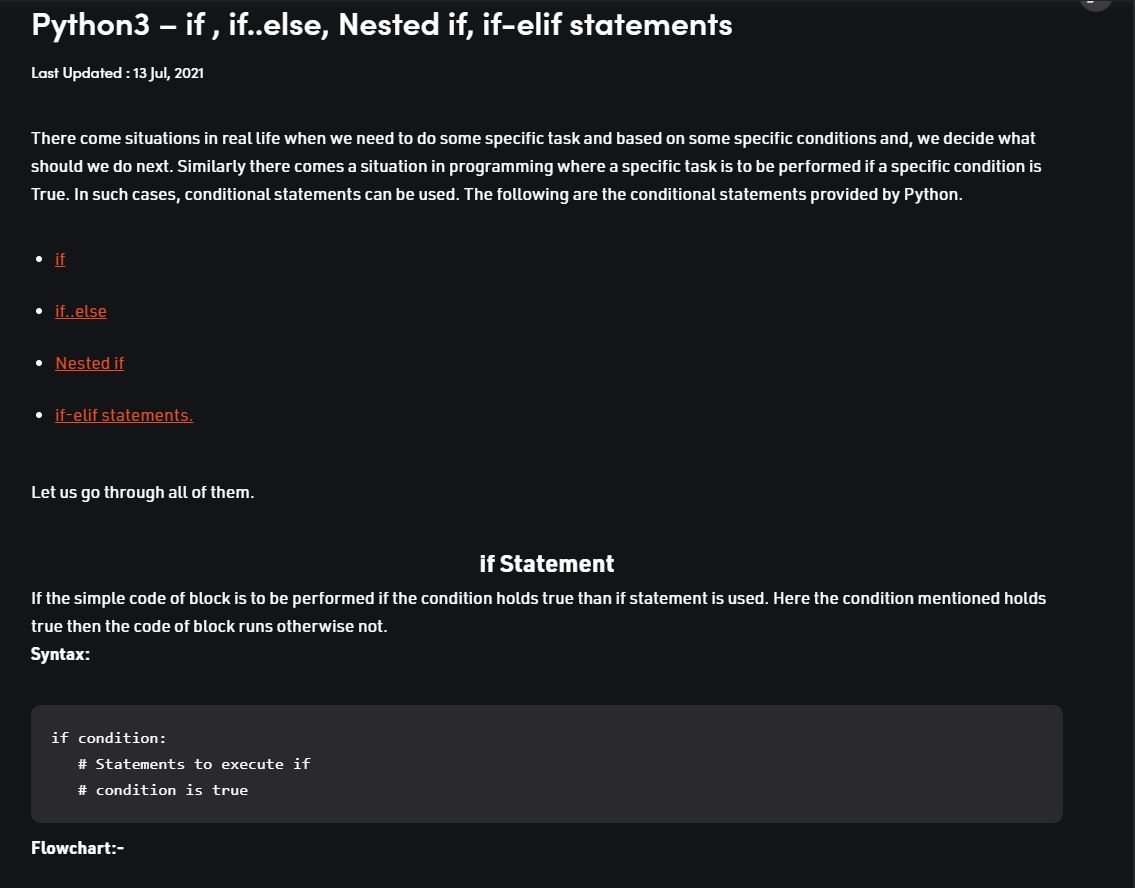 Python3 – if , if..else, Nested if, if-elif statements
Last Updated : 13 Jul, 2021
There come situations in real life when we need to do some specific task and based on some specific conditions and, we decide what
should we do next. Similarly there comes a situation in programming where a specific task is to be performed if a specific condition is
True. In such cases, conditional statements can be used. The following are the conditional statements provided by Python.
• if
• if..else
• Nested if
• if-elif statements.
Let us go through all of them.
if Statement
If the simple code of block is to be performed if the condition holds true than if statement is used. Here the condition mentioned holds
true then the code of block runs otherwise not.
Syntax:
if condition:
   # Statements to execute if
   # condition is true
Flowchart:-